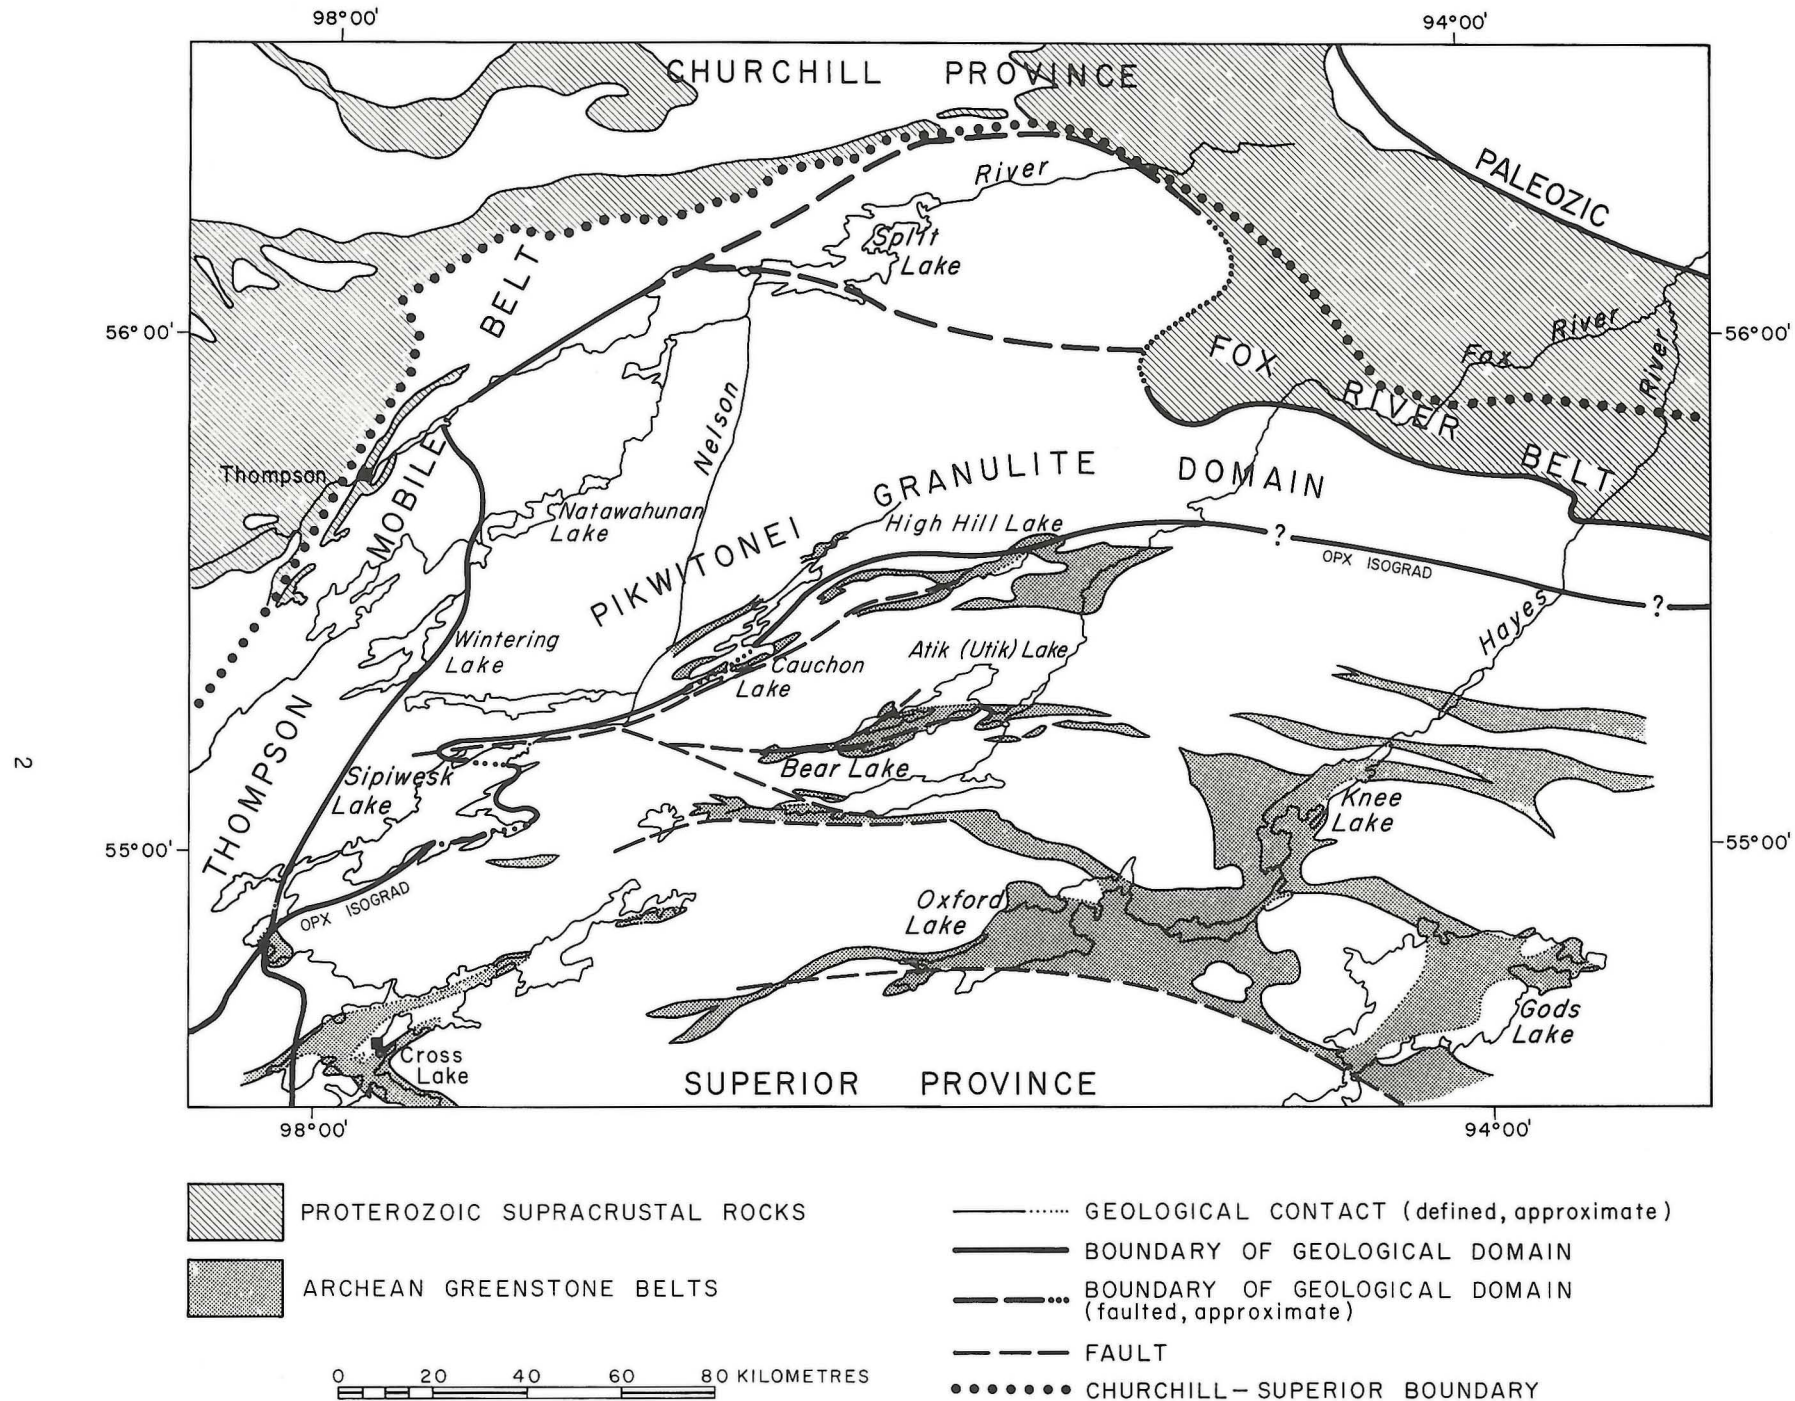 98°00'
94°00'
CHURCHILL PROVINCE
PALEOZIC
River
Split
Lake
BELT
56°00'
56°00'
River
Fox
River
FOX
RIVER
BELT
Nelson
Thompson
MOBILE
GRANULITE DOMAIN
Natawahunan
Lake
High Hill Lake
PIKWITONEI
?
OPX ISOGRAD
?
Hayes
Wintering
Lake
Atik (Utik) Lake
Cauchon
Lake
THOMPSON
2
Sipiwesk
Lake
Bear Lake
Knee
Lake
55°00'
55°00'
OPX ISOGRAD
Oxford
Lake
Gods
Lake
Cross
Lake
SUPERIOR PROVINCE
98°00'
94°00'
PROTEROZOIC SUPRACRUSTAL ROCKS
ARCHEAN GREENSTONE BELTS
0 20 40 60 80 KILOMETRES
GEOLOGICAL CONTACT (defined, approximate)
BOUNDARY OF GEOLOGICAL DOMAIN
BOUNDARY OF GEOLOGICAL DOMAIN
(faulted, approximate)
FAULT
CHURCHILL-SUPERIOR BOUNDARY